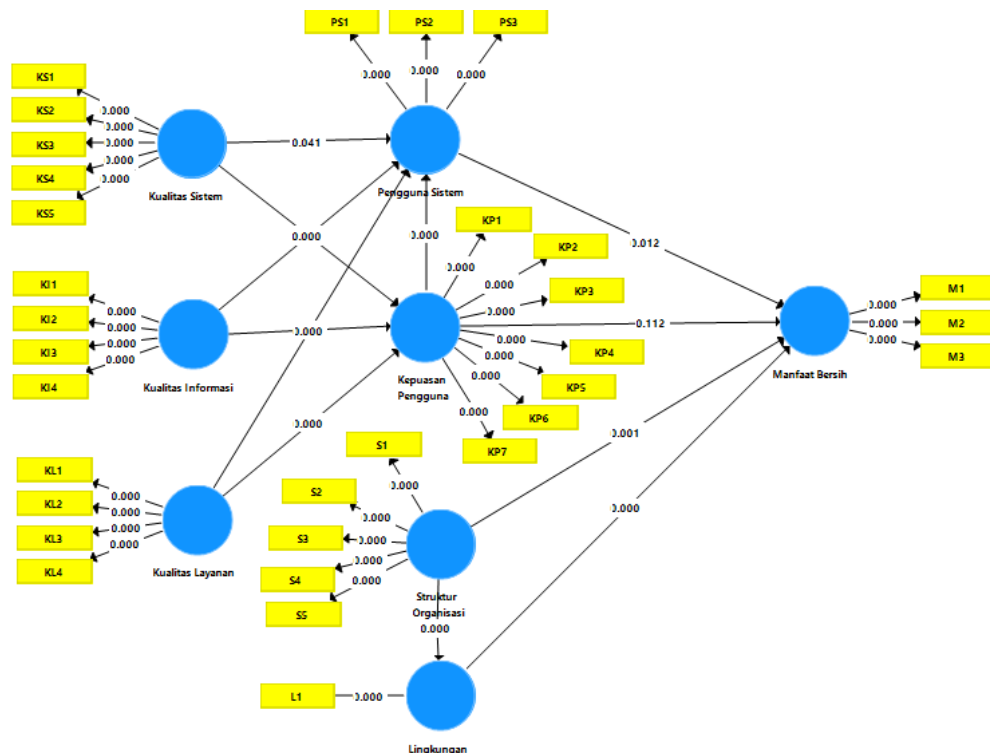 PS1
PS2
PS3
0.000
0.000
0.000
KS1
KS2
KS3
KS4
KS5
0.000
0.000
0.000
0.000
0.000
Kualitas Sistem
0.041
Pengguna Sistem
0.000
0.000
0.012
KI1
KI2
KI3
KI4
0.000
0.000
0.000
0.000
Kualitas Informasi
0.000
KP1
KP2
KP3
KP4
KP5
KP6
KP7
0.000
0.000
0.000
0.000
0.000
0.000
0.000
Kepuasan
Pengguna
0.112
M1
M2
M3
0.000
0.000
0.000
Manfaat Bersih
0.000
KL1
KL2
KL3
KL4
0.000
0.000
0.000
0.000
Kualitas Layanan
S1
S2
S3
S4
S5
0.000
0.000
0.000
0.000
0.000
Struktur
Organisasi
0.001
0.000
0.000
L1
0.000
Lingkungan